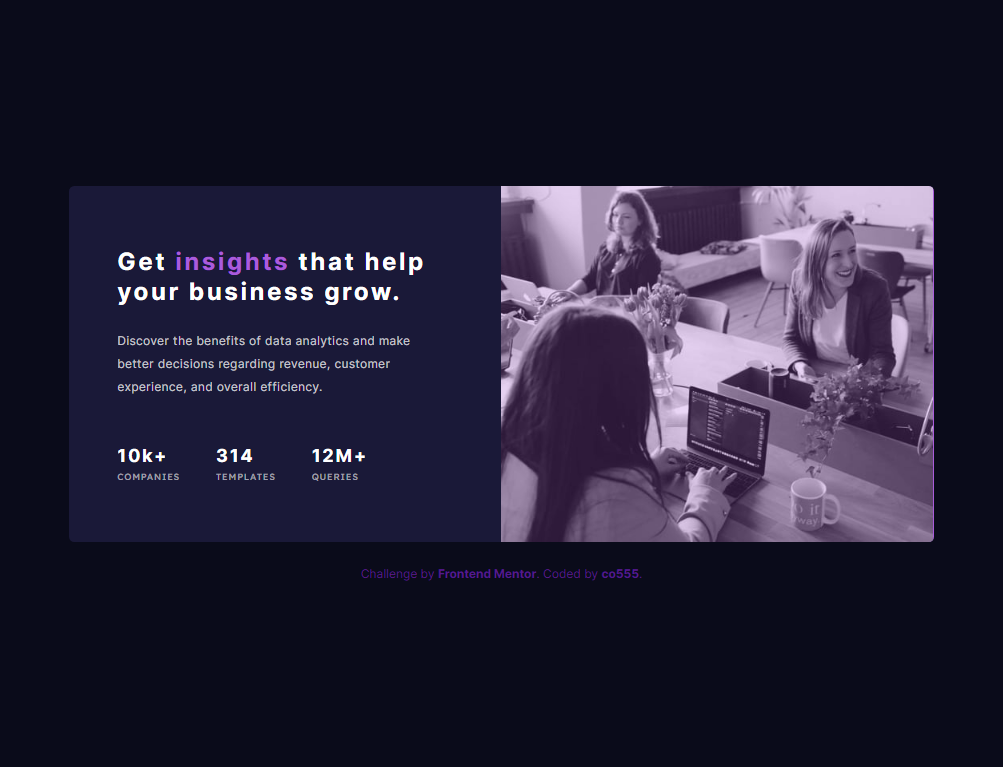 Get insights that help
your business grow.
Discover the benefits of data analytics and make
better decisions regarding revenue, customer
experience, and overall efficiency.
10k+ 314 12M+
COMPANIES TEMPLATES QUERIES
Challenge by Frontend Mentor. Coded by co555.